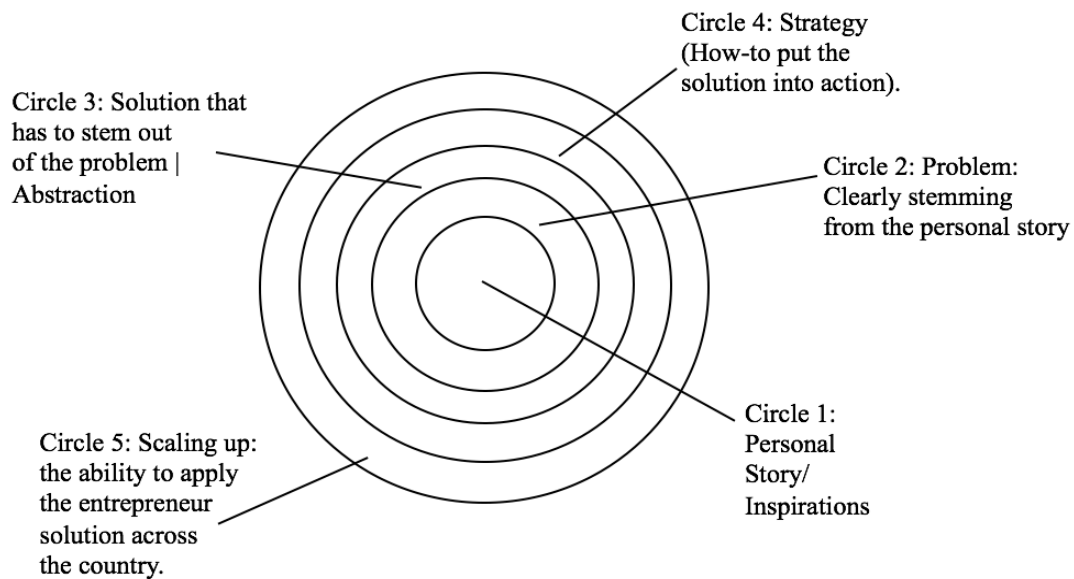 Circle 4: Strategy
(How-to put the
solution into action).
Circle 3: Solution that
has to stem out
of the problem |
Abstraction
Circle 2: Problem:
Clearly stemming
from the personal story
Circle 1:
Personal
Story/
Inspirations
Circle 5: Scaling up:
the ability to apply
the entrepreneur
solution across
the country.